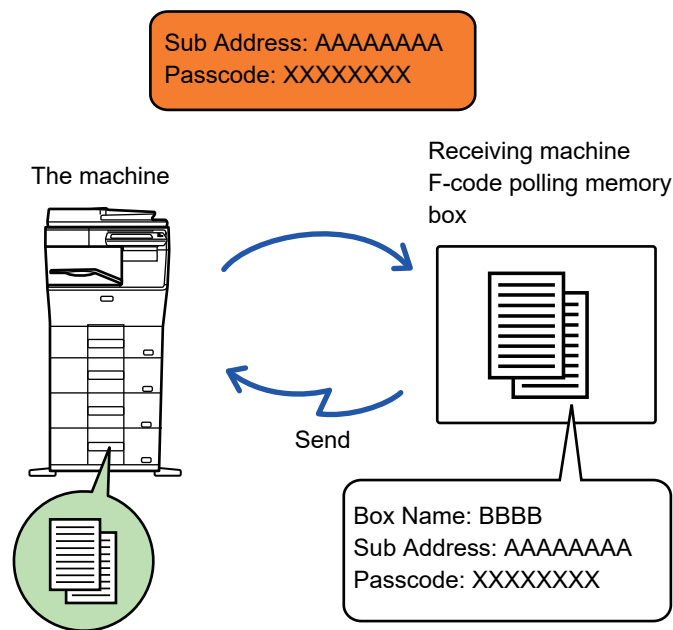 Sub Address: AAAAAAAA
Passcode: XXXXXXXX
The machine
Receiving machine
F-code polling memory
box
Send
Box Name: BBBB
Sub Address: AAAAAAAA
Passcode: XXXXXXXX